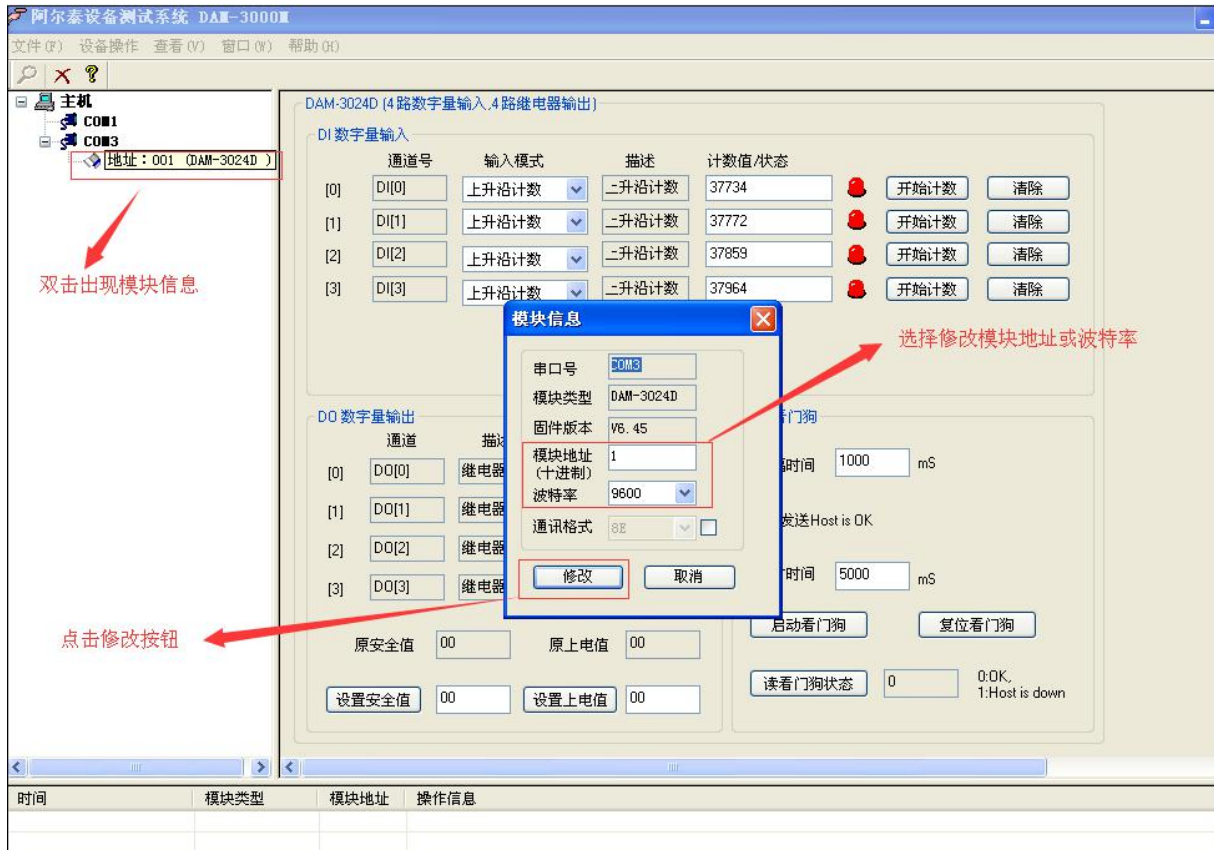 阿尔泰设备测试系统 DAM-3000M
文件(F) 设备操作 查看(V) 窗口(W) 帮助(H)
主机
COM1
COM3
地址：001 (DAM-3024D )
双击出现模块信息
DAM-3024D (4路数字量输入,4路继电器输出)
DI 数字量输入
通道号 输入模式 描述 计数值/状态
[0] DI[0] 上升沿计数 上升沿计数 37734 开始计数 清除
[1] DI[1] 上升沿计数 上升沿计数 37772 开始计数 清除
[2] DI[2] 上升沿计数 上升沿计数 37859 开始计数 清除
[3] DI[3] 上升沿计数 上升沿计数 37964 开始计数 清除
模块信息
串口号 COM3
模块类型 DAM-3024D
固件版本 V6.45
模块地址 1
(十进制)
波特率 9600
通讯格式 8E
修改 取消
选择修改模块地址或波特率
点击修改按钮
DO 数字量输出
通道
[0] DO[0] 继电器
[1] DO[1] 继电器
[2] DO[2] 继电器
[3] DO[3] 继电器
原安全值 00 原上电值 00
设置安全值 00 设置上电值 00
看门狗
时间 1000 mS
发送Host is OK
时间 5000 mS
启动看门狗 复位看门狗
读看门狗状态 0 0:OK,
1:Host is down
时间 模块类型 模块地址 操作信息